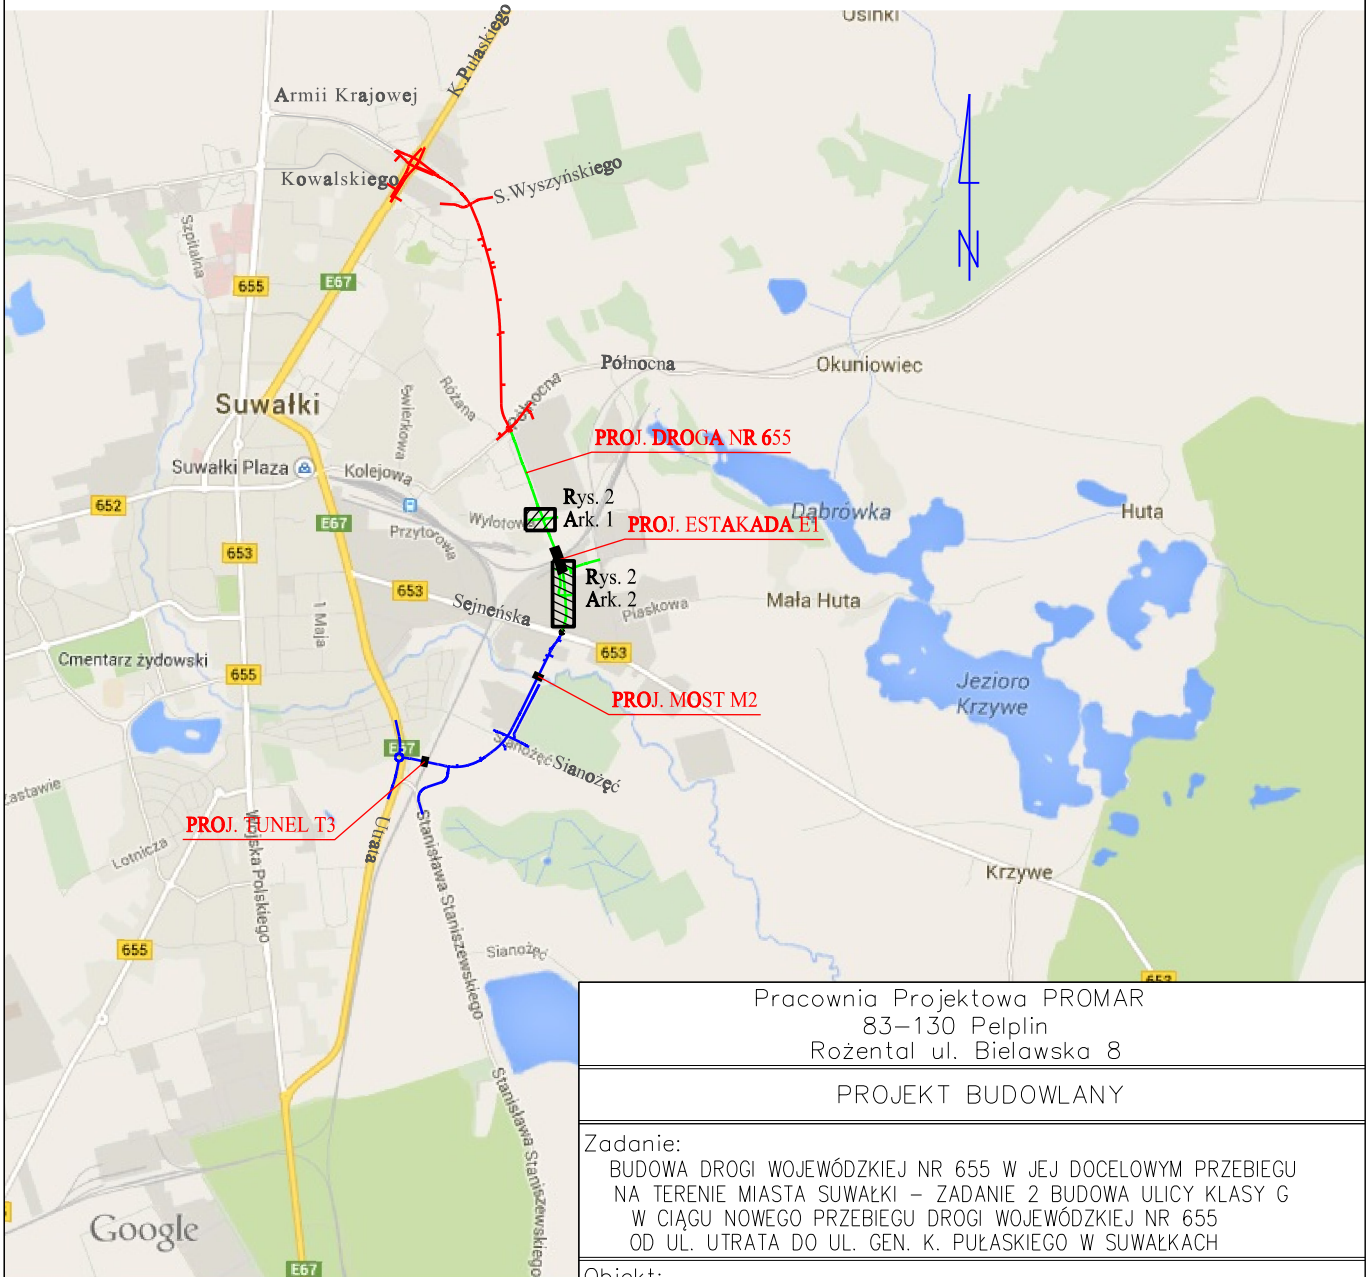 Osinki
K.Pułaskiego
Armii Krajowej
Kowalskiego
S.Wyszyńskiego
Szpitalna
655
E67
Północna
Okuniowiec
Różana
Północna
Świerkowa
Suwałki
PROJ. DROGA NR 655
Suwałki Plaza
Kolejowa
652
Rys. 2
Ark. 1
Wylotowa
PROJ. ESTAKADA E1
Dąbrówka
Huta
E67
Przytorowa
653
653
Rys. 2
Ark. 2
Sejneńska
Piaskowa
Mała Huta
1 Maja
653
Cmentarz żydowski
655
Jezioro
Krzywe
PROJ. MOST M2
E67
Sianożęć
Sianożęć
Zastawie
PROJ. TUNEL T3
Utrata
Lotnicza
Wojska Polskiego
Stanisława Staniszewskiego
Krzywe
655
Sianożęć
653
N
Stanisława Staniszewskiego
Google
E67
Pracownia Projektowa PROMAR
83-130 Pelplin
Rożental ul. Bielawska 8
PROJEKT BUDOWLANY
Zadanie:
BUDOWA DROGI WOJEWÓDZKIEJ NR 655 W JEJ DOCELOWYM PRZEBIEGU
NA TERENIE MIASTA SUWAŁKI – ZADANIE 2 BUDOWA ULICY KLASY G
W CIĄGU NOWEGO PRZEBIEGU DROGI WOJEWÓDZKIEJ NR 655
OD UL. UTRATA DO UL. GEN. K. PUŁASKIEGO W SUWAŁKACH
Obiekt: